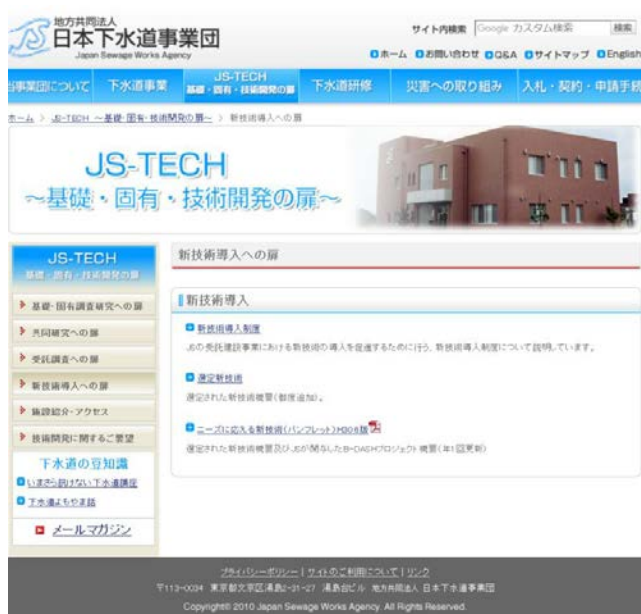 地方共同法人
日本下水道事業団
Japan Sewage Works Agency
サイト内検索 Google カスタム検索 検索
ホーム お問い合わせ Q&A サイトマップ English
事業団について 下水道事業 JS-TECH 基礎・固有・技術開発の扉 下水道研修 災害への取り組み 入札・契約・申請手続
ホーム > JS-TECH ～基礎・固有・技術開発の扉～ > 新技術導入への扉
JS-TECH
～基礎・固有・技術開発の扉～
JS-TECH
基礎・固有・技術開発の扉
基礎・固有調査研究への扉
共同研究への扉
受託調査への扉
新技術導入への扉
施設紹介・アクセス
技術開発に関するご要望
下水道の豆知識
いまさら聞けない下水道講座
下水道よもやま話
メールマガジン
新技術導入への扉
新技術導入
新技術導入制度
JSの受託建設事業における新技術の導入を促進するために行う、新技術導入制度について説明しています。
選定新技術
選定された新技術概要(都度追加)。
ニーズに応える新技術(パンフレット)H30.6版
選定された新技術概要及びJSが関与したB-DASHプロジェクト概要(年1回更新)
プライバシーポリシー | サイトのご利用について | リンク
〒113-0034 東京都文京区湯島2-31-27 湯島台ビル 地方共同法人 日本下水道事業団
Copyright© 2010 Japan Sewage Works Agency. All Rights Reserved.